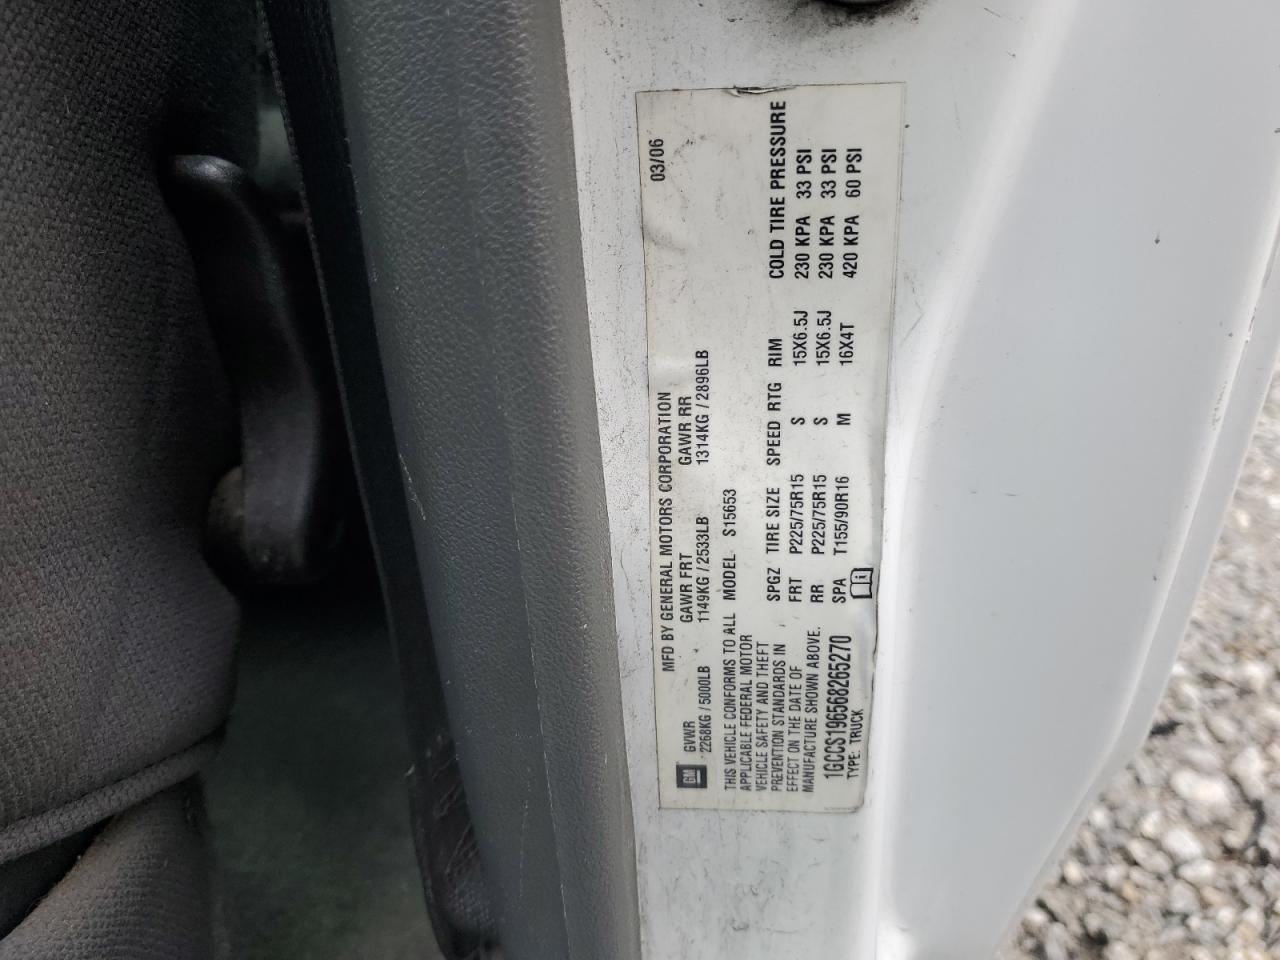 MFD BY GENERAL MOTORS CORPORATION 03/06
GM GVWR GAWR FRT GAWR RR
2268KG / 5000LB 1149KG / 2533LB 1314KG / 2896LB
THIS VEHICLE CONFORMS TO ALL
APPLICABLE FEDERAL MOTOR
VEHICLE SAFETY AND THEFT
PREVENTION STANDARDS IN
EFFECT ON THE DATE OF
MANUFACTURE SHOWN ABOVE.
1GCCS196568265270
TYPE: TRUCK
MODEL S15653
SPGZ TIRE SIZE SPEED RTG RIM COLD TIRE PRESSURE
FRT P225/75R15 S 15X6.5J 230 KPA 33 PSI
RR P225/75R15 S 15X6.5J 230 KPA 33 PSI
SPA T155/90R16 M 16X4T 420 KPA 60 PSI